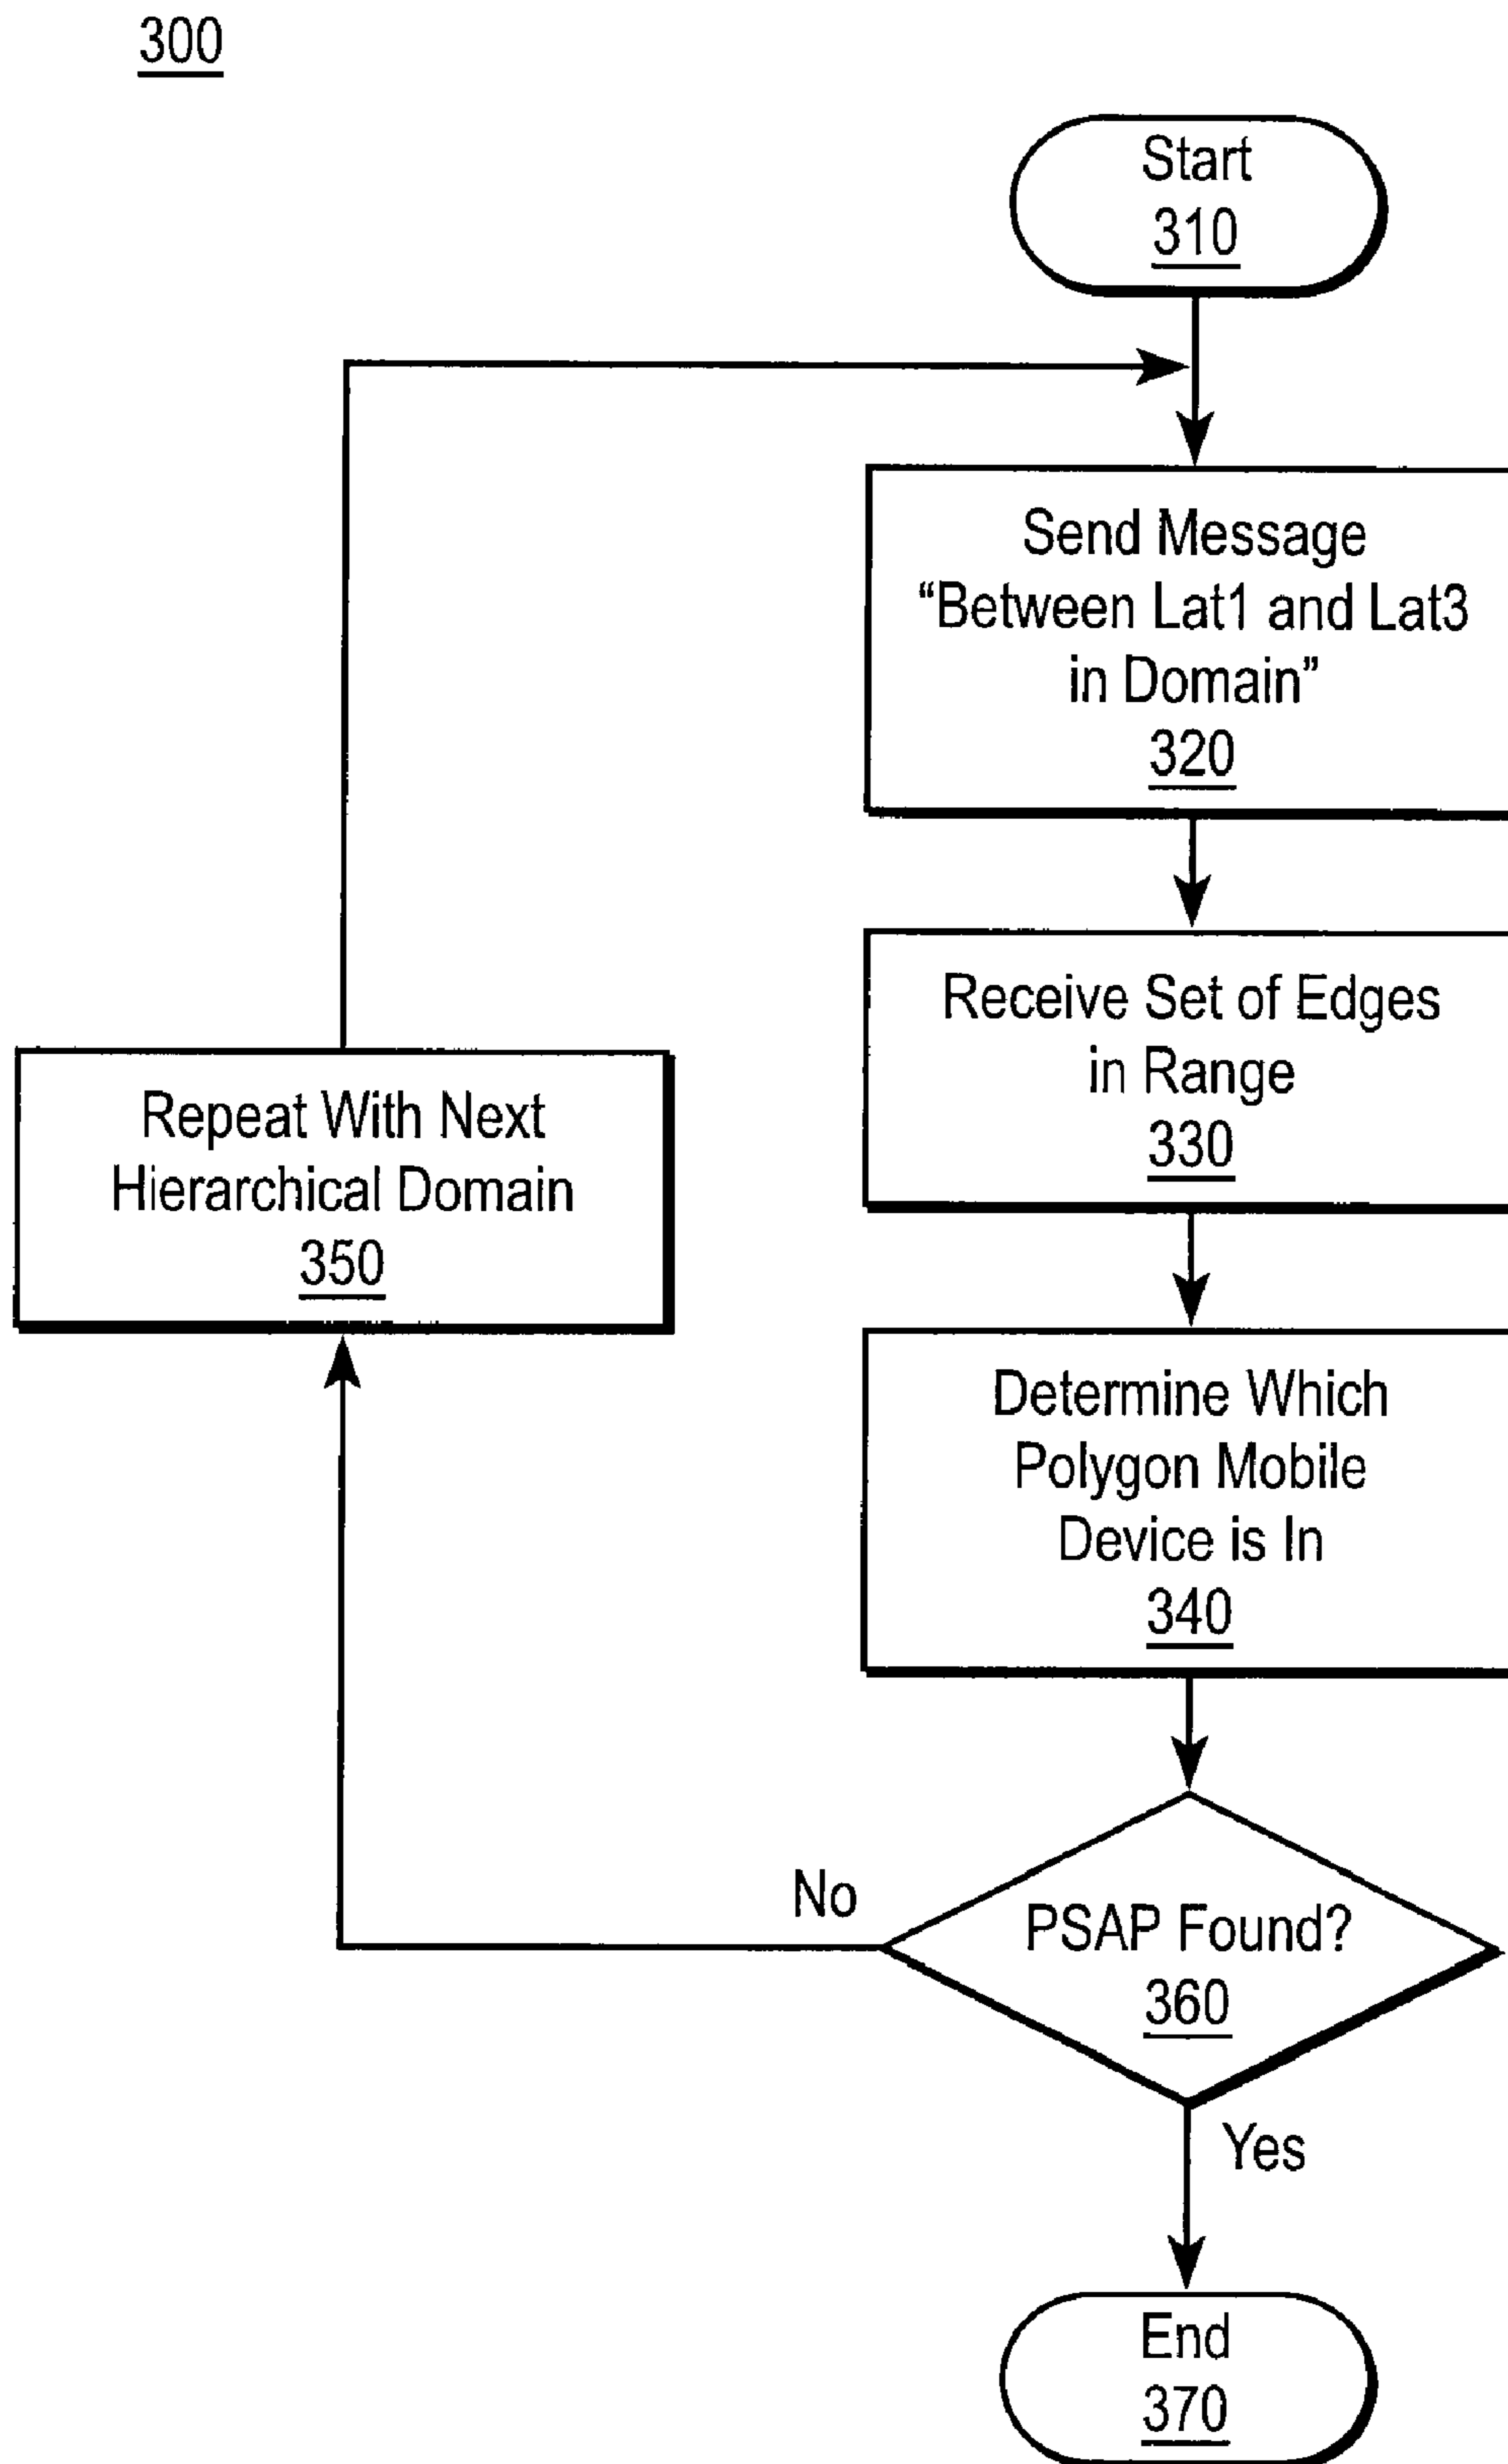 300
Start
310
Send Message
“Between Lat1 and Lat3
in Domain”
320
Receive Set of Edges
in Range
330
Repeat With Next
Hierarchical Domain
350
Determine Which
Polygon Mobile
Device is In
340
No
PSAP Found?
360
Yes
End
370